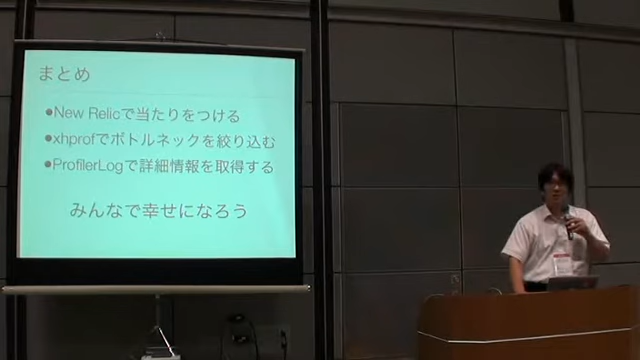 まとめ
●New Relicで当たりをつける
●xhprofでボトルネックを絞り込む
●ProfilerLogで詳細情報を取得する
みんなで幸せになろう